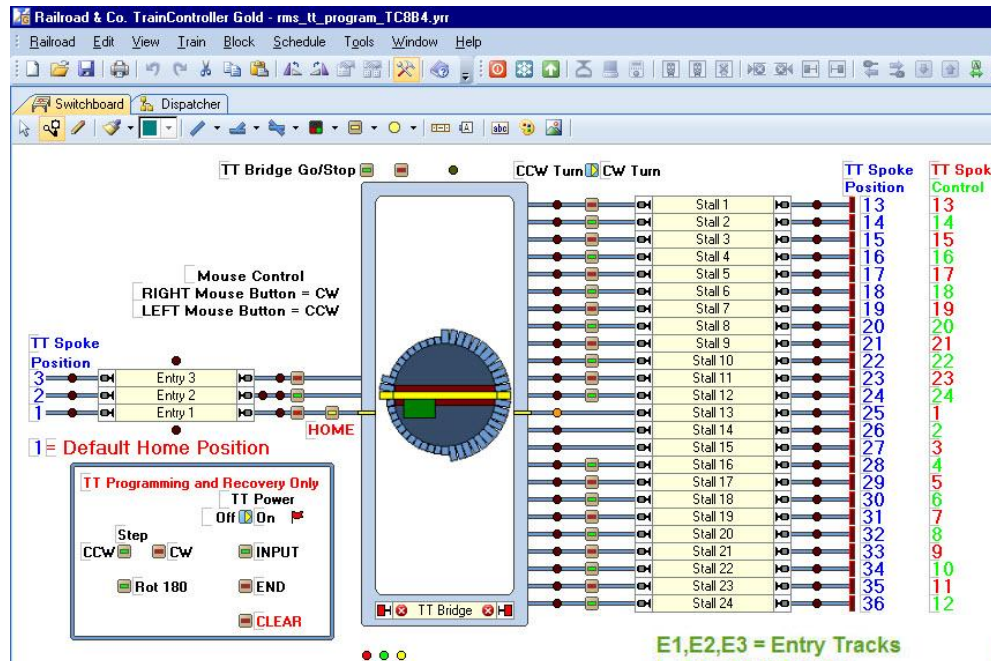 Railroad & Co. TrainController Gold - rms_tt_program_TC8B4.yrr
Railroad Edit View Train Block Schedule Tools Window Help
Switchboard Dispatcher
abc
TT Bridge Go/Stop CCW Turn CW Turn
TT Spoke Position
TT Spok Control
Mouse Control
RIGHT Mouse Button = CW
LEFT Mouse Button = CCW
TT Spoke
Position
3 Entry 3
2 Entry 2
1 Entry 1
HOME
1 = Default Home Position
TT Programming and Recovery Only
TT Power
Off On
Step
CCW CW INPUT
Rot 180 END
CLEAR
TT Bridge
Stall 1 13 13
Stall 2 14 14
Stall 3 15 15
Stall 4 16 16
Stall 5 17 17
Stall 6 18 18
Stall 7 19 19
Stall 8 20 20
Stall 9 21 21
Stall 10 22 22
Stall 11 23 23
Stall 12 24 24
Stall 13 25 1
Stall 14 26 2
Stall 15 27 3
Stall 16 28 4
Stall 17 29 5
Stall 18 30 6
Stall 19 31 7
Stall 20 32 8
Stall 21 33 9
Stall 22 34 10
Stall 23 35 11
Stall 24 36 12
E1,E2,E3 = Entry Tracks